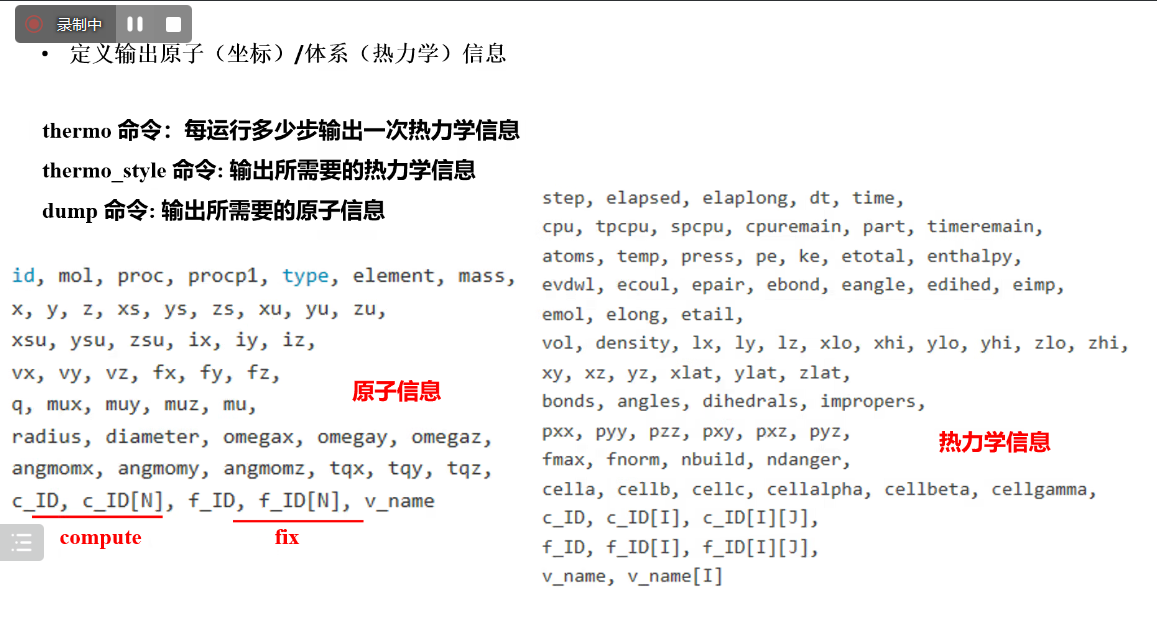 录制中
• 定义输出原子（坐标）/体系（热力学）信息
thermo 命令：每运行多少步输出一次热力学信息
thermo_style 命令: 输出所需要的热力学信息
dump 命令: 输出所需要的原子信息
id, mol, proc, procp1, type, element, mass,
x, y, z, xs, ys, zs, xu, yu, zu,
xsu, ysu, zsu, ix, iy, iz,
vx, vy, vz, fx, fy, fz,
q, mux, muy, muz, mu,
radius, diameter, omegax, omegay, omegaz,
angmomx, angmomy, angmomz, tqx, tqy, tqz,
c_ID, c_ID[N], f_ID, f_ID[N], v_name
原子信息
compute
fix
step, elapsed, elaplong, dt, time,
cpu, tpcpu, spcpu, cpuremain, part, timeremain,
atoms, temp, press, pe, ke, etotal, enthalpy,
evdwl, ecoul, epair, ebond, eangle, edihed, eimp,
emol, elong, etail,
vol, density, lx, ly, lz, xlo, xhi, ylo, yhi, zlo, zhi,
xy, xz, yz, xlat, ylat, zlat,
bonds, angles, dihedrals, impropers,
pxx, pyy, pzz, pxy, pxz, pyz,
fmax, fnorm, nbuild, ndanger,
cella, cellb, cellc, cellalpha, cellbeta, cellgamma,
c_ID, c_ID[I], c_ID[I][J],
f_ID, f_ID[I], f_ID[I][J],
v_name, v_name[I]
热力学信息